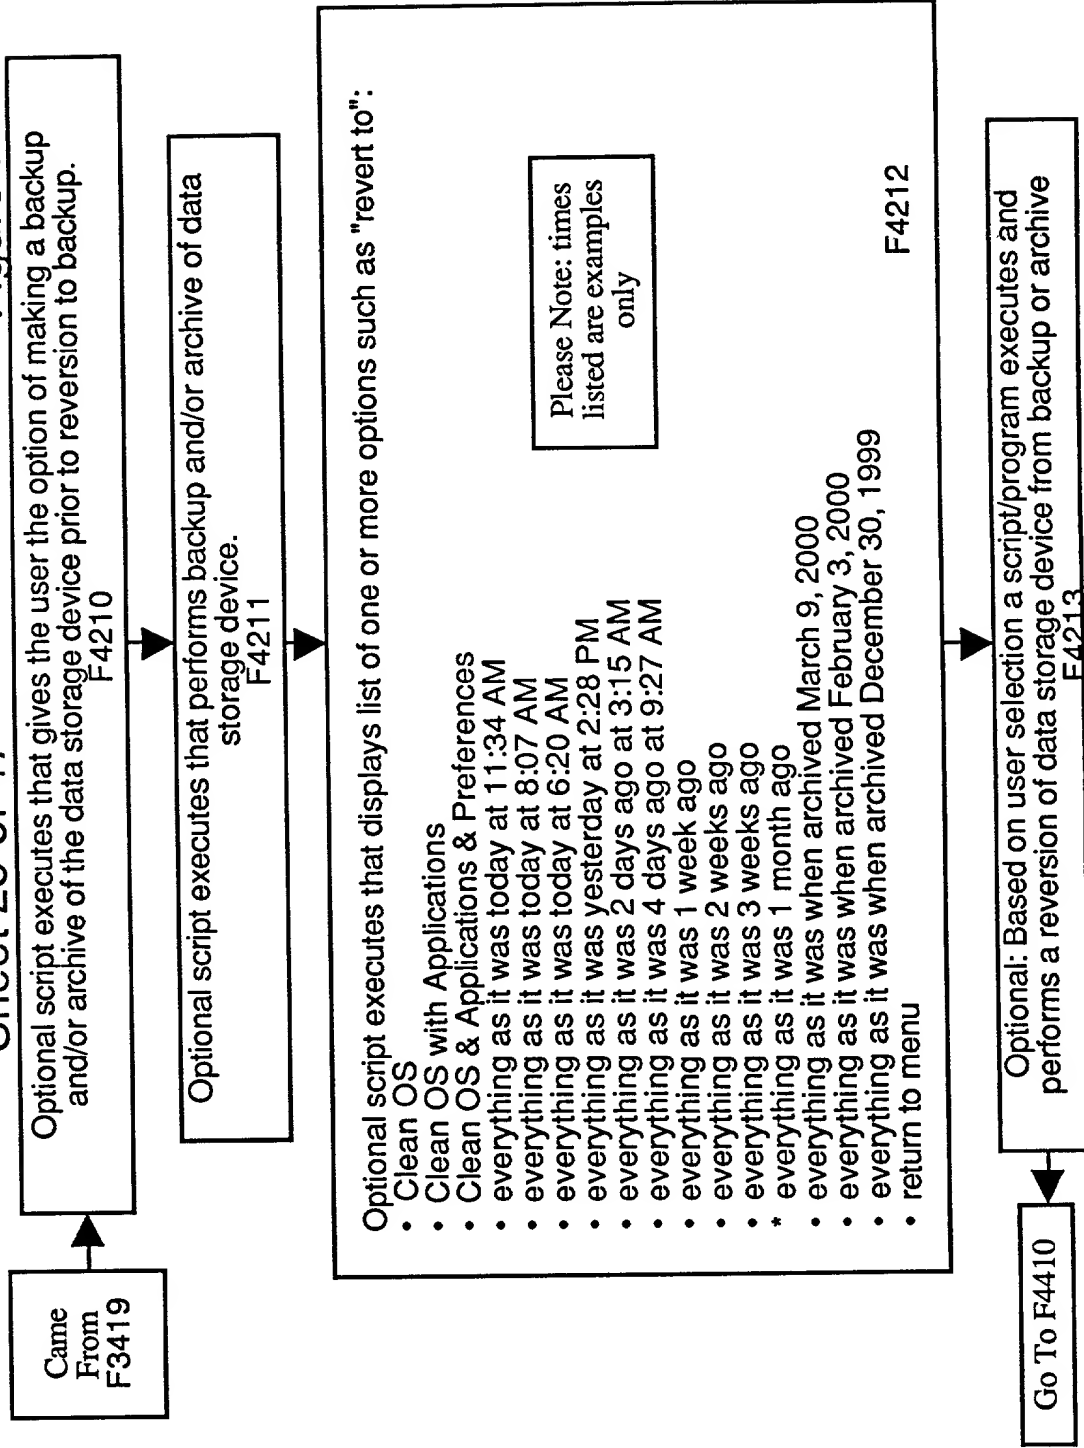 Optional script executes that gives the user the option of making a backup
and/or archive of the data storage device prior to reversion to backup.
F4210
Came
From
F3419
Optional script executes that performs backup and/or archive of data
storage device.
F4211
Optional script executes that displays list of one or more options such as "revert to":
• Clean OS
• Clean OS with Applications
• Clean OS & Applications & Preferences
• everything as it was today at 11:34 AM
• everything as it was today at 8:07 AM
• everything as it was today at 6:20 AM
• everything as it was yesterday at 2:28 PM
• everything as it was 2 days ago at 3:15 AM
• everything as it was 4 days ago at 9:27 AM
• everything as it was 1 week ago
• everything as it was 2 weeks ago
• everything as it was 3 weeks ago
* everything as it was 1 month ago
• everything as it was when archived March 9, 2000
• everything as it was when archived February 3, 2000
• everything as it was when archived December 30, 1999
• return to menu
Please Note: times
listed are examples
only
F4212
Optional: Based on user selection a script/program executes and
performs a reversion of data storage device from backup or archive
F4213
Go To F4410